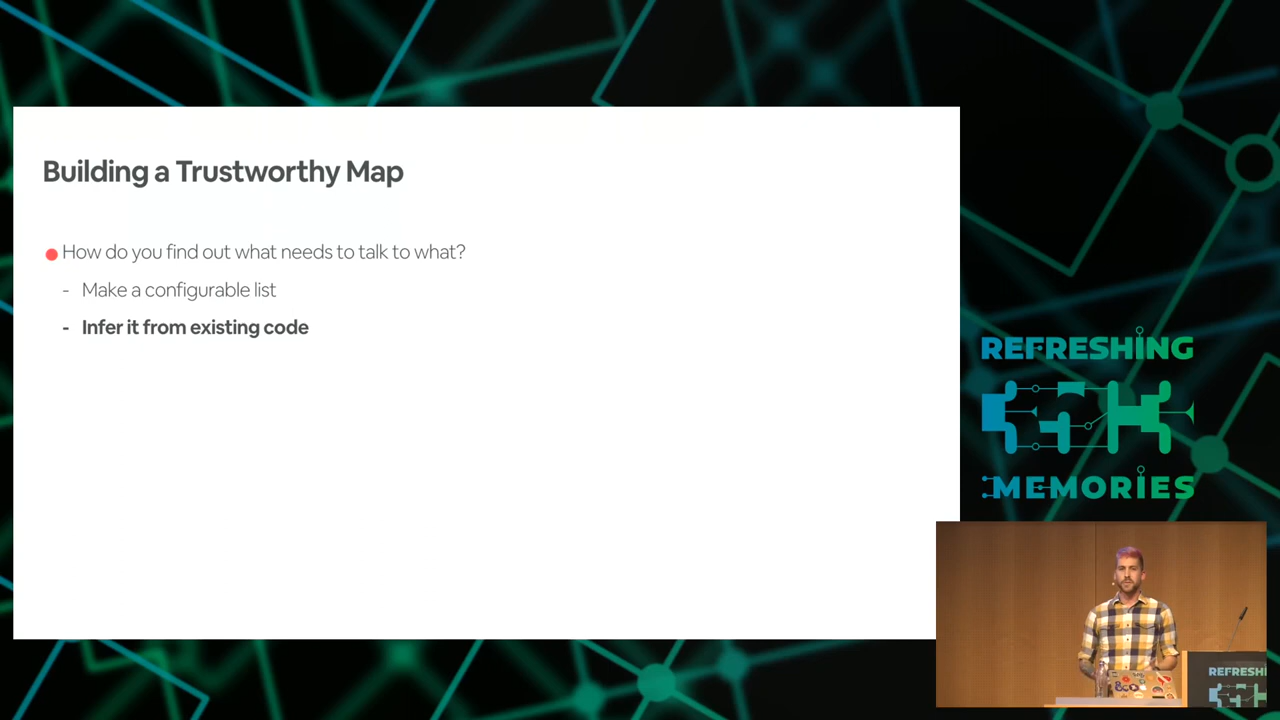 Building a Trustworthy Map
How do you find out what needs to talk to what?
- Make a configurable list
- Infer it from existing code
REFRESHING
MEMORIES
REFRESHI